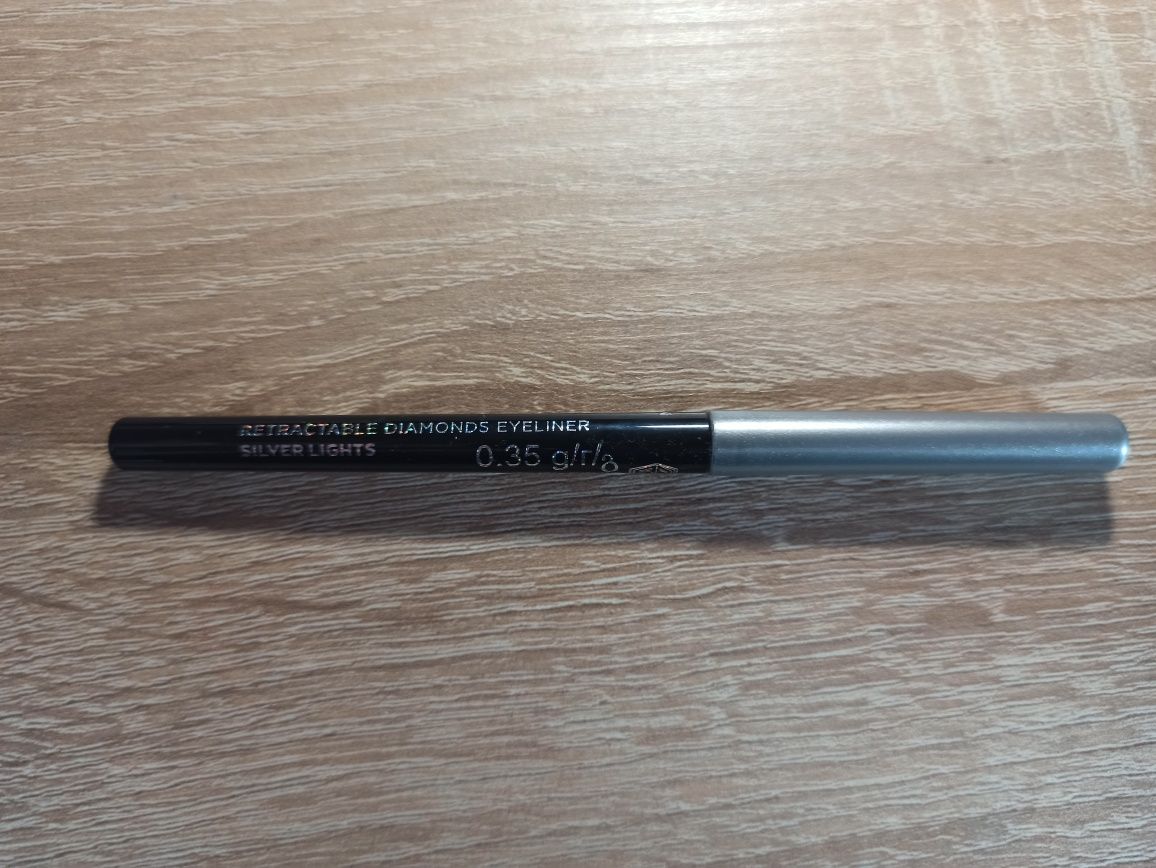 RETRACTABLE DIAMONDS EYELINER
SILVER LIGHTS
0.35 g/r/